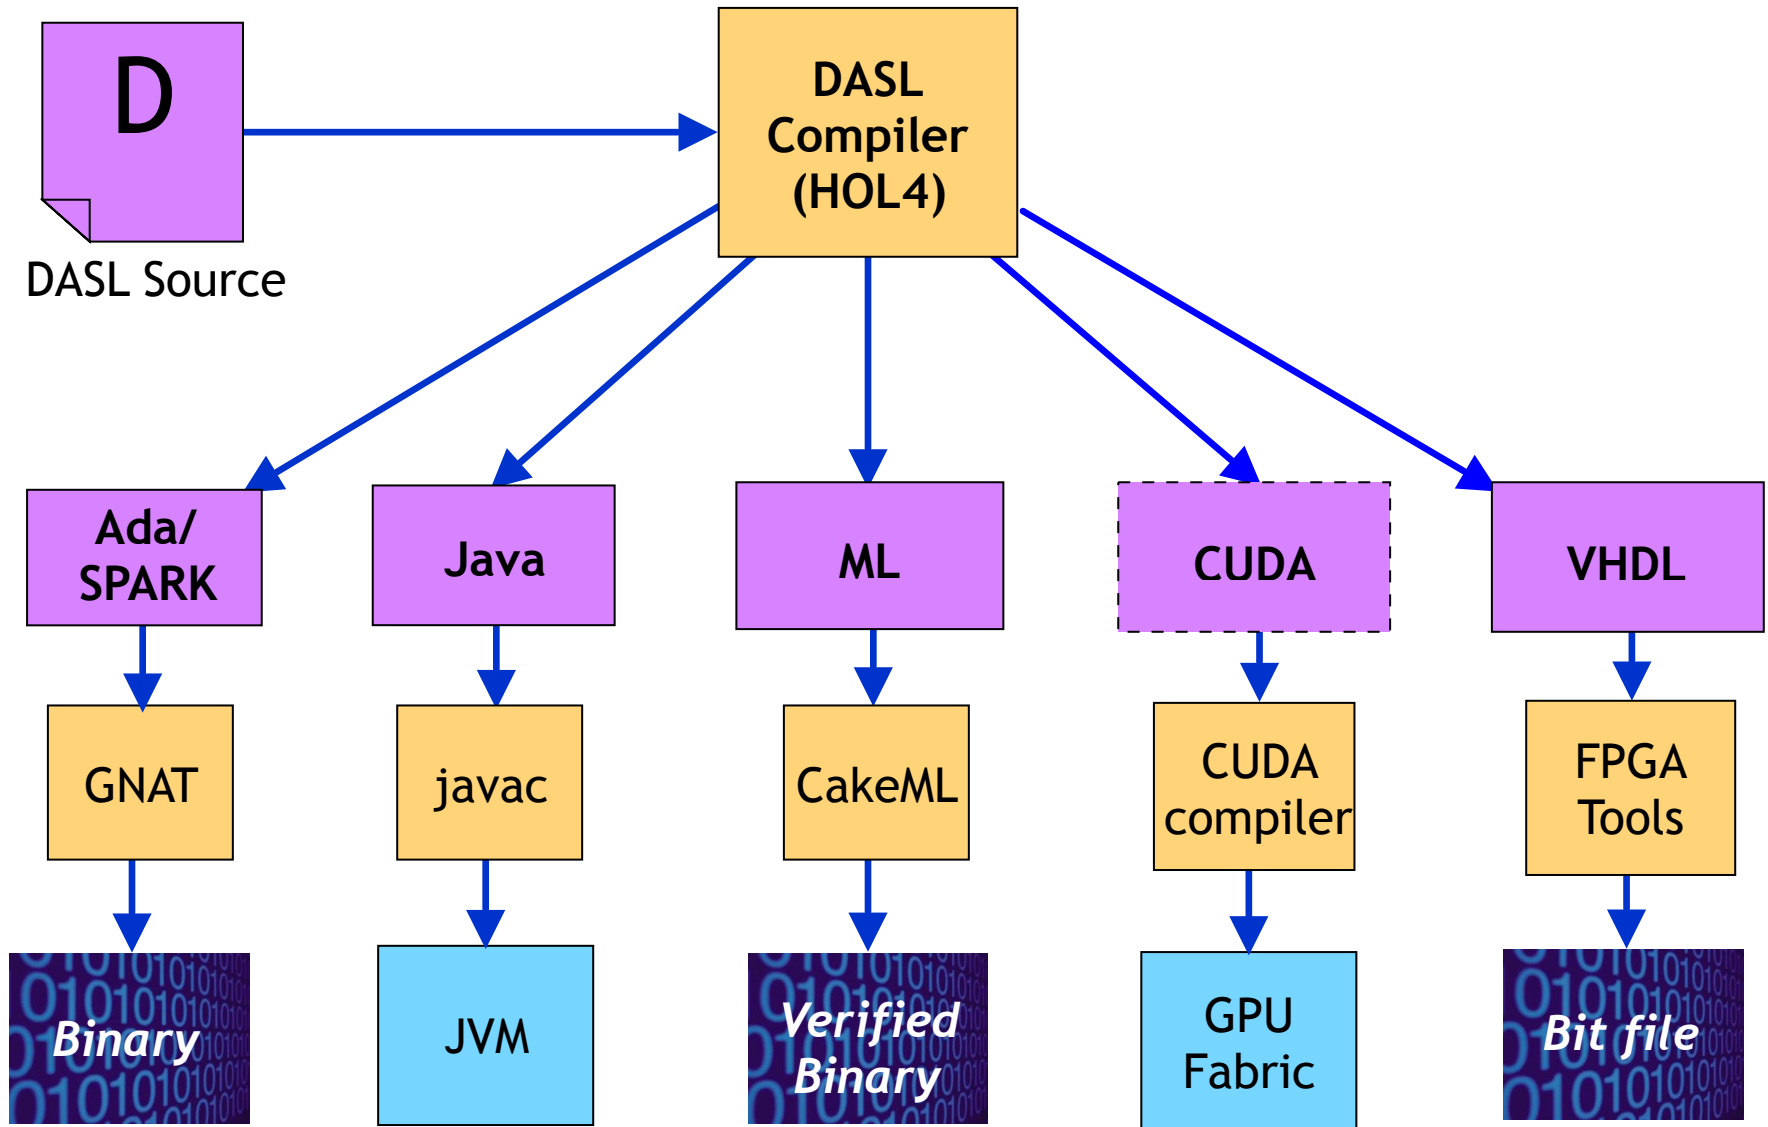 D
DASL Source
DASL
Compiler
(HOL4)
Ada/
SPARK
Java
ML
CUDA
VHDL
GNAT
javac
CakeML
CUDA
compiler
FPGA
Tools
Binary
JVM
Verified
Binary
GPU
Fabric
Bit file